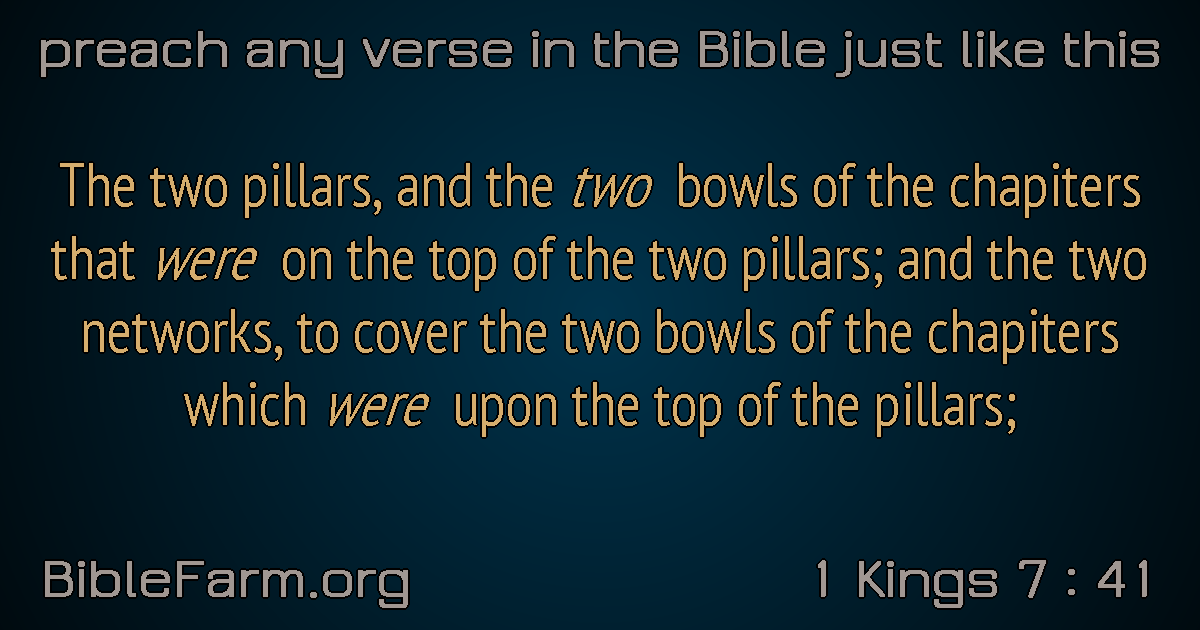 preach any verse in the Bible just like this
The two pillars, and the two bowls of the chapiters
that were on the top of the two pillars; and the two
networks, to cover the two bowls of the chapiters
which were upon the top of the pillars;
BibleFarm.org
1 Kings 7 : 41